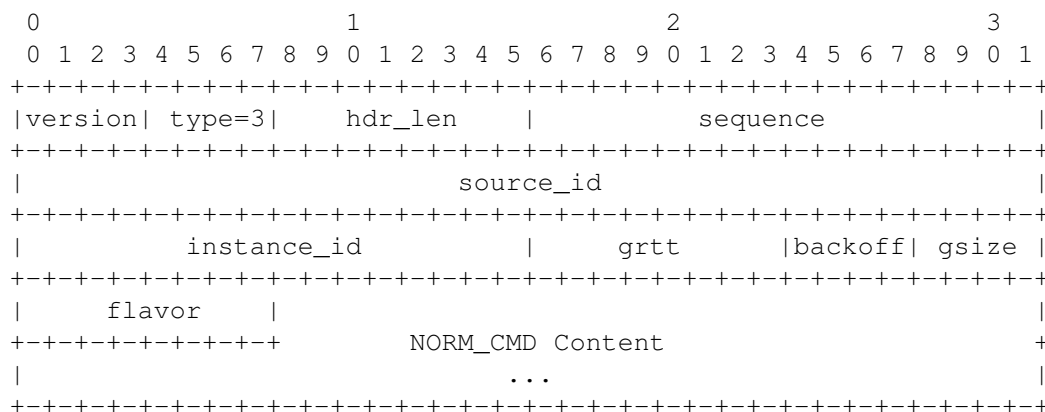 0                   1                   2                   3
 0 1 2 3 4 5 6 7 8 9 0 1 2 3 4 5 6 7 8 9 0 1 2 3 4 5 6 7 8 9 0 1
+-+-+-+-+-+-+-+-+-+-+-+-+-+-+-+-+-+-+-+-+-+-+-+-+-+-+-+-+-+-+-+-+
|version| type=3|    hdr_len    |          sequence             |
+-+-+-+-+-+-+-+-+-+-+-+-+-+-+-+-+-+-+-+-+-+-+-+-+-+-+-+-+-+-+-+-+
|                           source_id                           |
+-+-+-+-+-+-+-+-+-+-+-+-+-+-+-+-+-+-+-+-+-+-+-+-+-+-+-+-+-+-+-+-+
|          instance_id          |     grtt      |backoff| gsize |
+-+-+-+-+-+-+-+-+-+-+-+-+-+-+-+-+-+-+-+-+-+-+-+-+-+-+-+-+-+-+-+-+
|     flavor    |                                               |
+-+-+-+-+-+-+-+-+        NORM_CMD Content                       +
|                              ...                              |
+-+-+-+-+-+-+-+-+-+-+-+-+-+-+-+-+-+-+-+-+-+-+-+-+-+-+-+-+-+-+-+-+